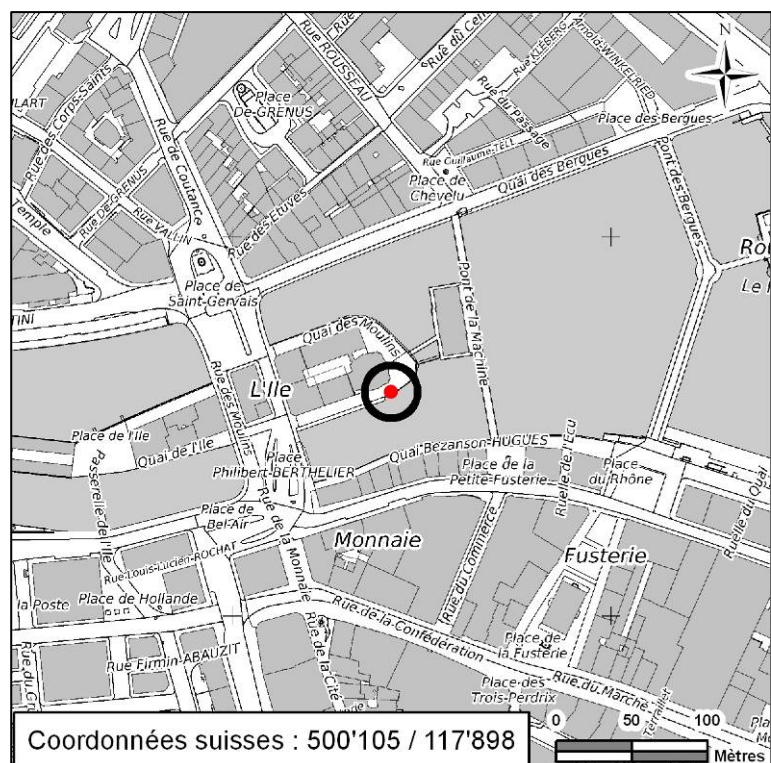 N
Rue ROUSSEAU
Rue du Cen
Rue KLÉBERG
Arnold-WINKELRIED
Place
De-GRENUS
Rue du Passage
Place des Bergues
Rue des Corps-Saints
Rue de Coutance
Rue Guillaume-TELL
Place de
Chevelu
Quai des Bergues
Pont des Bergues
Rue De-GRENUS
Rue VALLIN
Rue des Etuves
Temple
Place de
Saint-Gervais
Rou
Le
TINI
Quai des Moulins
Pont de la Machine
L'Ile
Rue des Moulins
Place de l'Ile
Quai de l'Ile
Place
Philibert-BERTHELIER
Quai Bezanson-HUGUES
Place de la
Petite-Fusterie
Ruelle de l'Ecu
Place
du Rhône
Passerelle de l'Ile
Place de
Bel-Air
Rue de la Monnaie
Rue Louis-Lucien-ROCHAT
Monnaie
Rue du Commerce
Fusterie
la Poste
Place de Hollande
Rue de la Confédération
Rue Firmin-ABAUZIT
Rue de la Cité
Place de
la Fusterie
Rue du Marché
Place des
Trois-Perdrix
Terraillet
0 50 100
Mètres
Coordonnées suisses : 500'105 / 117'898